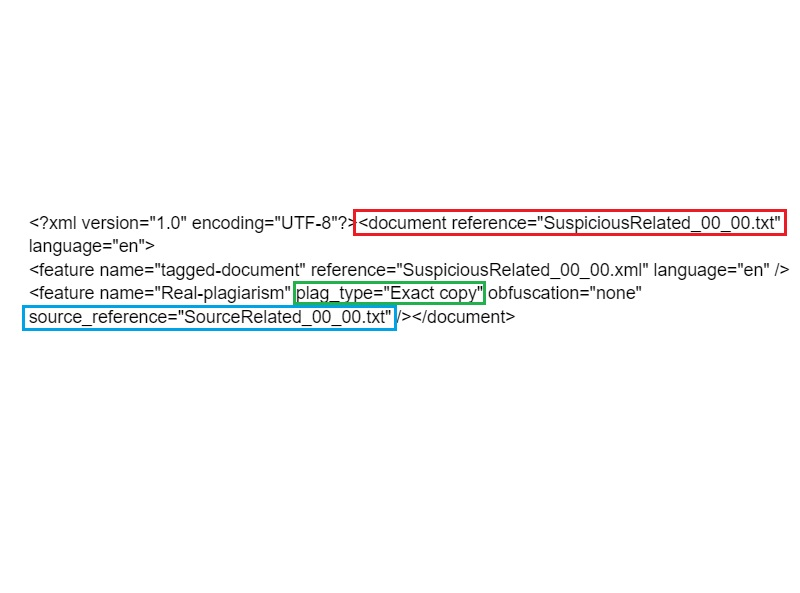 <?xml version="1.0" encoding="UTF-8"?><document reference="SuspiciousRelated_00_00.txt"
language="en">
<feature name="tagged-document" reference="SuspiciousRelated_00_00.xml" language="en" />
<feature name="Real-plagiarism" plag_type="Exact copy" obfuscation="none"
source_reference="SourceRelated_00_00.txt" /></document>